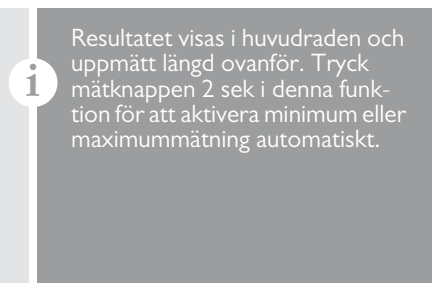 Resultatet visas i huvudraden och
uppmätt längd ovanför. Tryck
mätknappen 2 sek i denna funk-
tion för att aktivera minimum eller
maximummätning automatiskt.
i